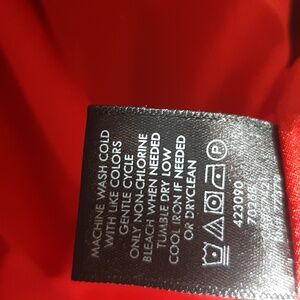 MACHINE WASH COLD
WITH LIKE COLORS
GENTLE CYCLE
ONLY NON-CHLORINE
BLEACH WHEN NEEDED
TUMBLE DRY LOW
COOL IRON IF NEEDED
OR DRYCLEAN
P
423090